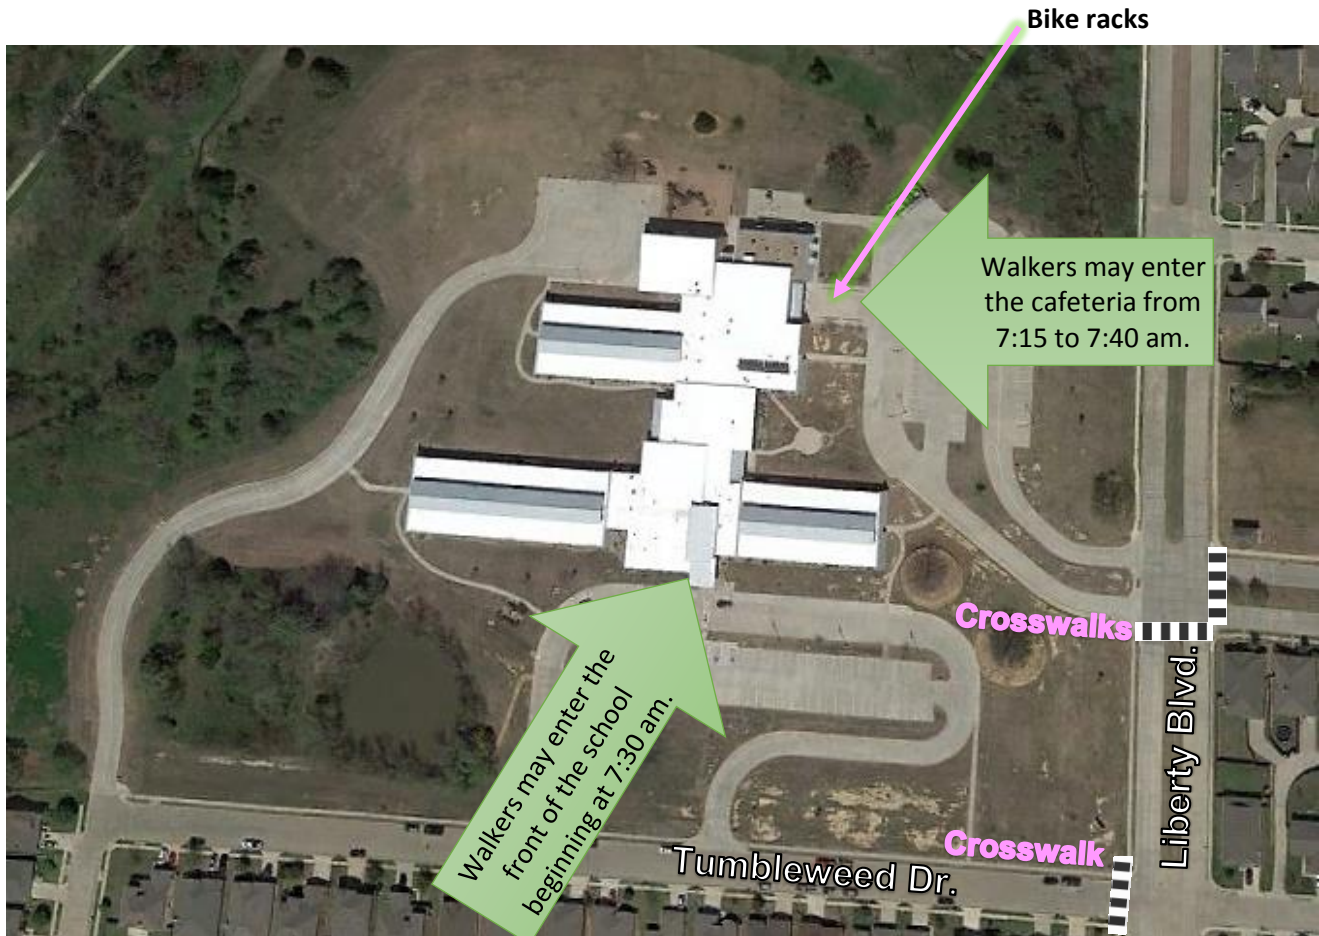 Bike racks
Walkers may enter
the cafeteria from
7:15 to 7:40 am.
Crosswalks
Liberty Blvd.
Walkers may enter the
front of the school
beginning at 7:30 am.
Crosswalk
Tumbleweed Dr.